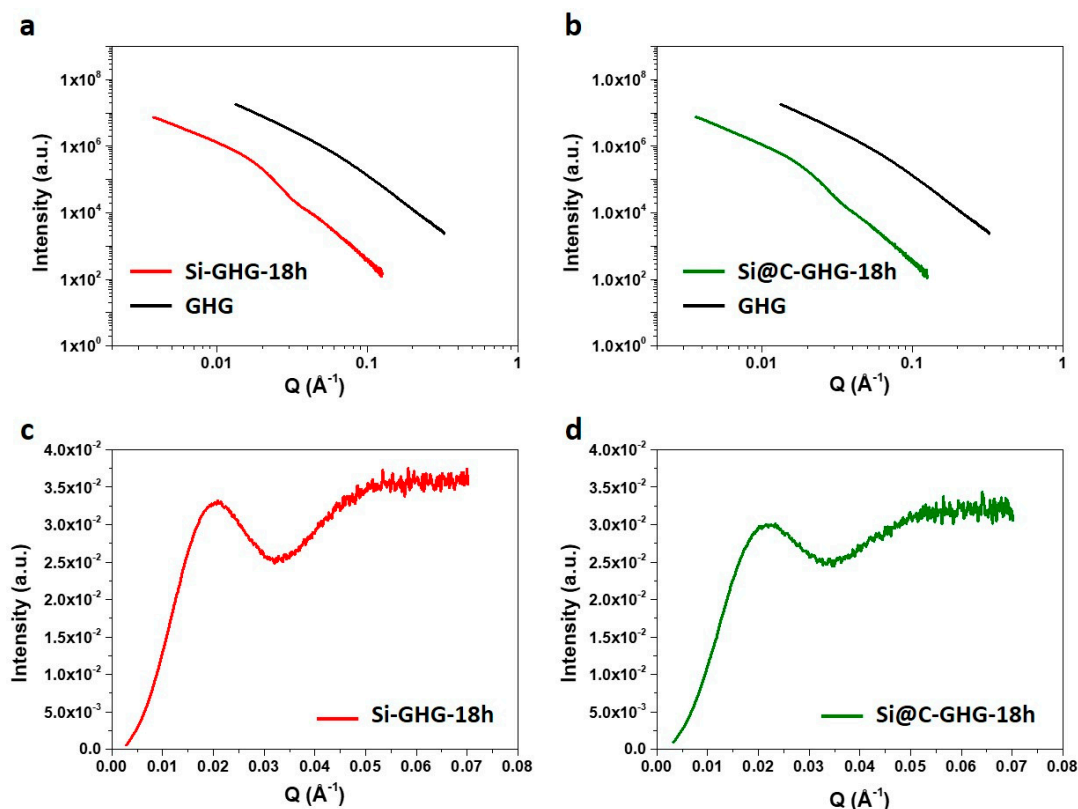 a
Intensity (a.u.)
1x10⁸
1x10⁶
1x10⁴
1x10²
1x10⁰
Si-GHG-18h
GHG
0.01
0.1
1
Q (Å⁻¹)
b
Intensity (a.u.)
1.0x10⁸
1.0x10⁶
1.0x10⁴
1.0x10²
1.0x10⁰
Si@C-GHG-18h
GHG
0.01
0.1
1
Q (Å⁻¹)
c
Intensity (a.u.)
4.0x10⁻²
3.5x10⁻²
3.0x10⁻²
2.5x10⁻²
2.0x10⁻²
1.5x10⁻²
1.0x10⁻²
5.0x10⁻³
0.0
Si-GHG-18h
0.00 0.01 0.02 0.03 0.04 0.05 0.06 0.07 0.08
Q (Å⁻¹)
d
Intensity (a.u.)
4.0x10⁻²
3.5x10⁻²
3.0x10⁻²
2.5x10⁻²
2.0x10⁻²
1.5x10⁻²
1.0x10⁻²
5.0x10⁻³
0.0
Si@C-GHG-18h
0.00 0.01 0.02 0.03 0.04 0.05 0.06 0.07 0.08
Q (Å⁻¹)